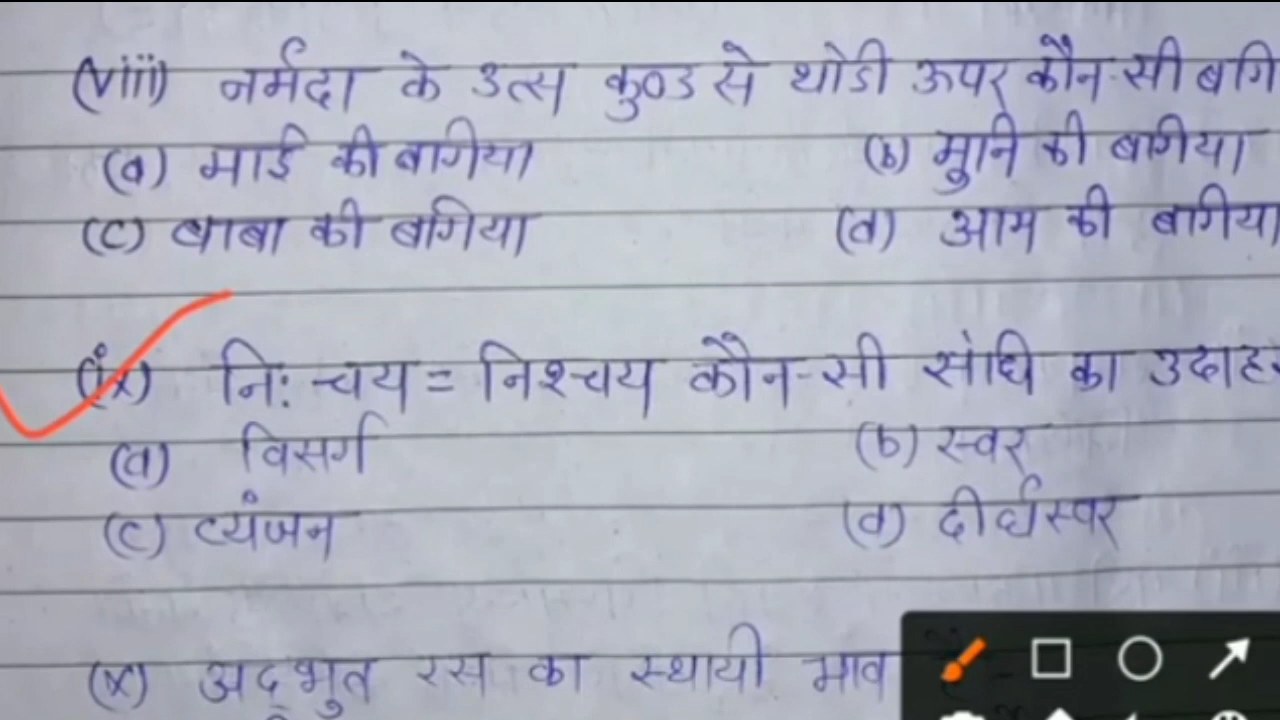 (viii) नर्मदा के उत्स कुण्ड से थोडी ऊपर कौन-सी बगि
(a) माई की बगिया (b) मुनि की बगिया
(c) बाबा की बगिया (d) आम की बगिया
(ix) नि: चय = निश्चय कौन-सी संधि का उदाह
(a) विसर्ग (b) स्वर
(c) व्यंजन (d) दीर्घस्वर
(x) अद्भुत रस का स्थायी भाव